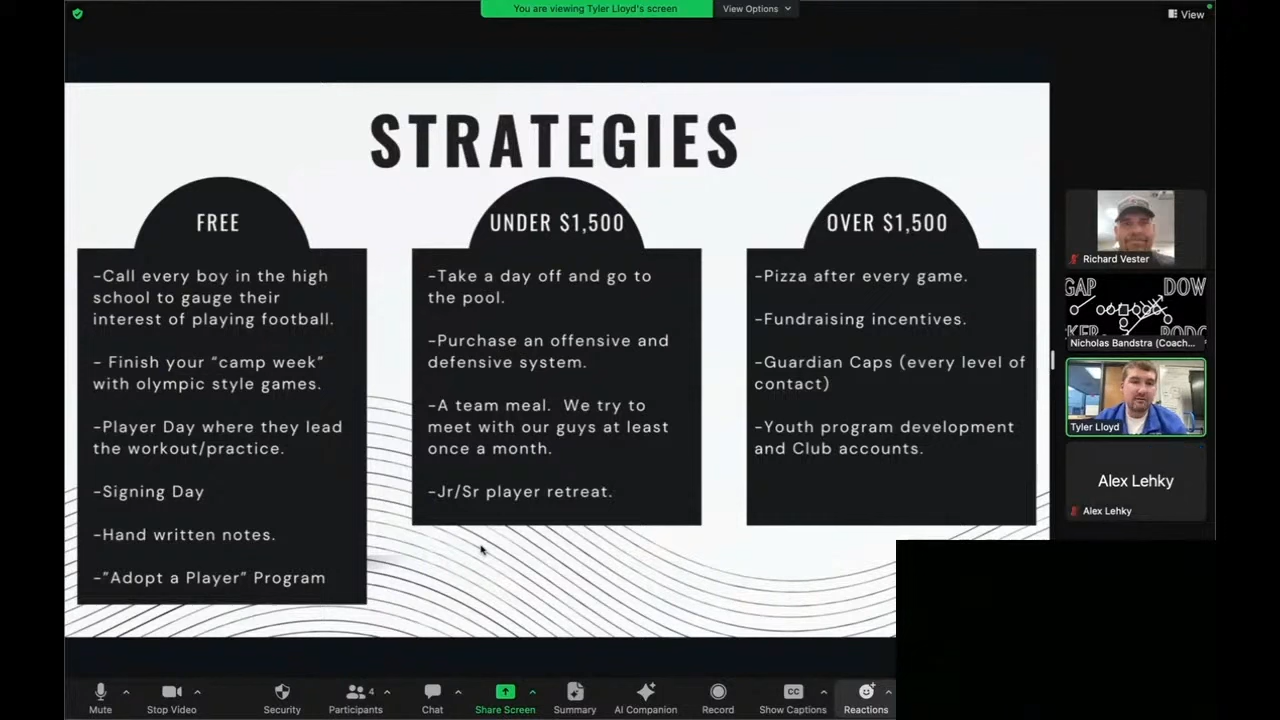 You are viewing Tyler Lloyd's screen
View Options
View
STRATEGIES
FREE
-Call every boy in the high
school to gauge their
interest of playing football.
- Finish your “camp week”
with olympic style games.
-Player Day where they lead
the workout/practice.
-Signing Day
-Hand written notes.
-”Adopt a Player” Program
UNDER $1,500
-Take a day off and go to
the pool.
-Purchase an offensive and
defensive system.
-A team meal. We try to
meet with our guys at least
once a month.
-Jr/Sr player retreat.
OVER $1,500
-Pizza after every game.
-Fundraising incentives.
-Guardian Caps (every level of
contact)
-Youth program development
and Club accounts.
Richard Vester
GAP DOW
Nicholas Bandstra (Coach...
Tyler Lloyd
Alex Lehky
Alex Lehky
Mute
Stop Video
Security
4
Participants
Chat
Share Screen
Summary
AI Companion
Record
CC
Show Captions
Reactions